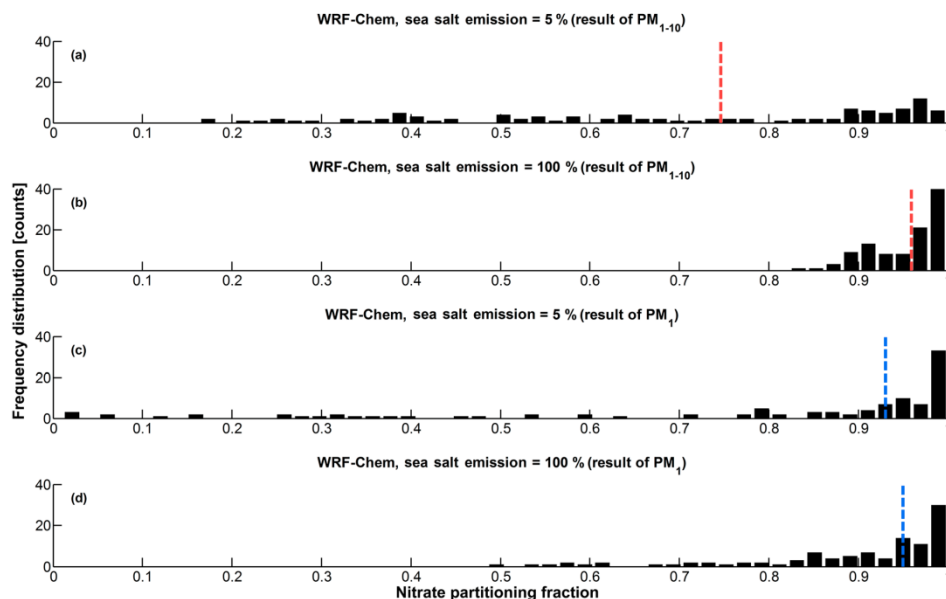 WRF-Chem, sea salt emission = 5 % (result of PM₁₋₁₀)
40
(a)
20
0
0 0.1 0.2 0.3 0.4 0.5 0.6 0.7 0.8 0.9
WRF-Chem, sea salt emission = 100 % (result of PM₁₋₁₀)
40
(b)
20
0
0 0.1 0.2 0.3 0.4 0.5 0.6 0.7 0.8 0.9
Frequency distribution [counts]
WRF-Chem, sea salt emission = 5 % (result of PM₁)
40
(c)
20
0
0 0.1 0.2 0.3 0.4 0.5 0.6 0.7 0.8 0.9
WRF-Chem, sea salt emission = 100 % (result of PM₁)
40
(d)
20
0
0 0.1 0.2 0.3 0.4 0.5 0.6 0.7 0.8 0.9
Nitrate partitioning fraction